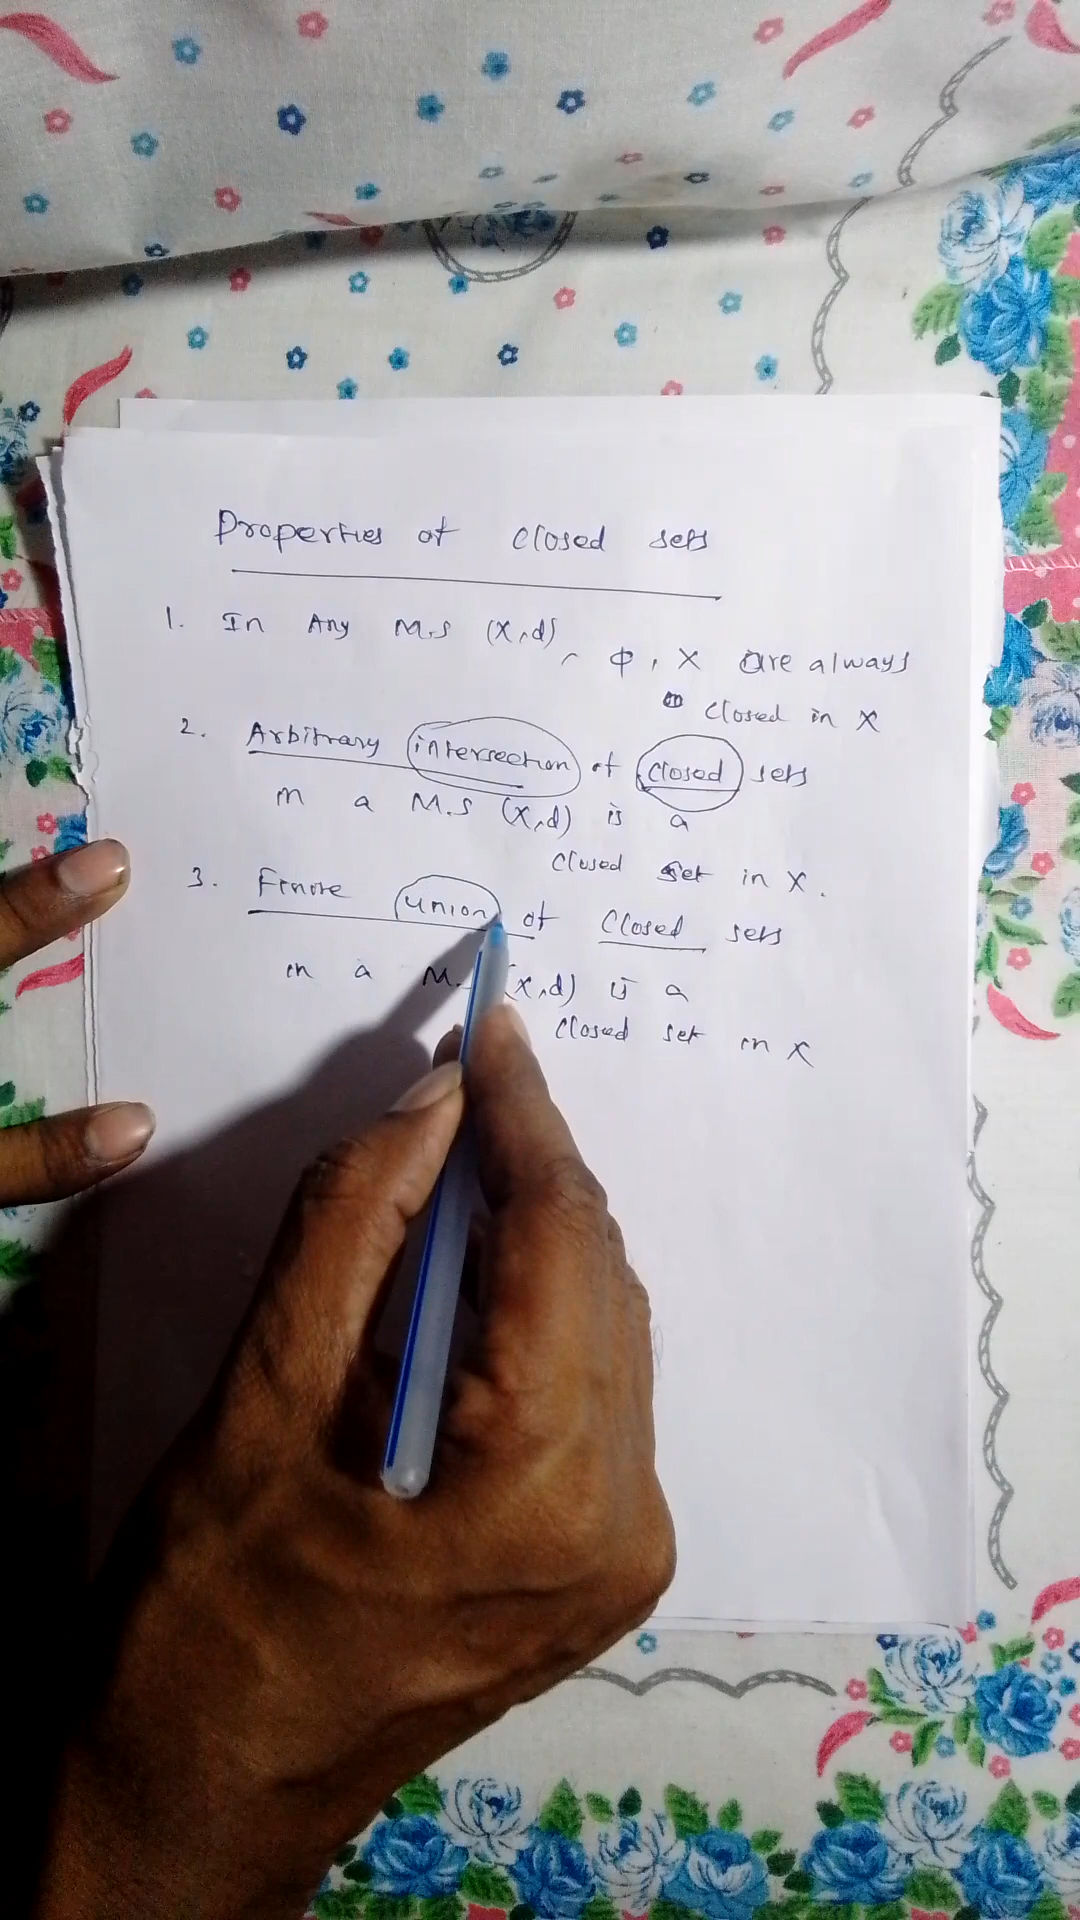 Properties of closed sets
1. In Any M.S (X,d), ϕ, X are always
closed in X
2. Arbitrary intersection of closed sets
in a M.S (X,d) is a
closed set in X.
3. Finite union of closed sets
in a M. (X,d) is a
closed set in X